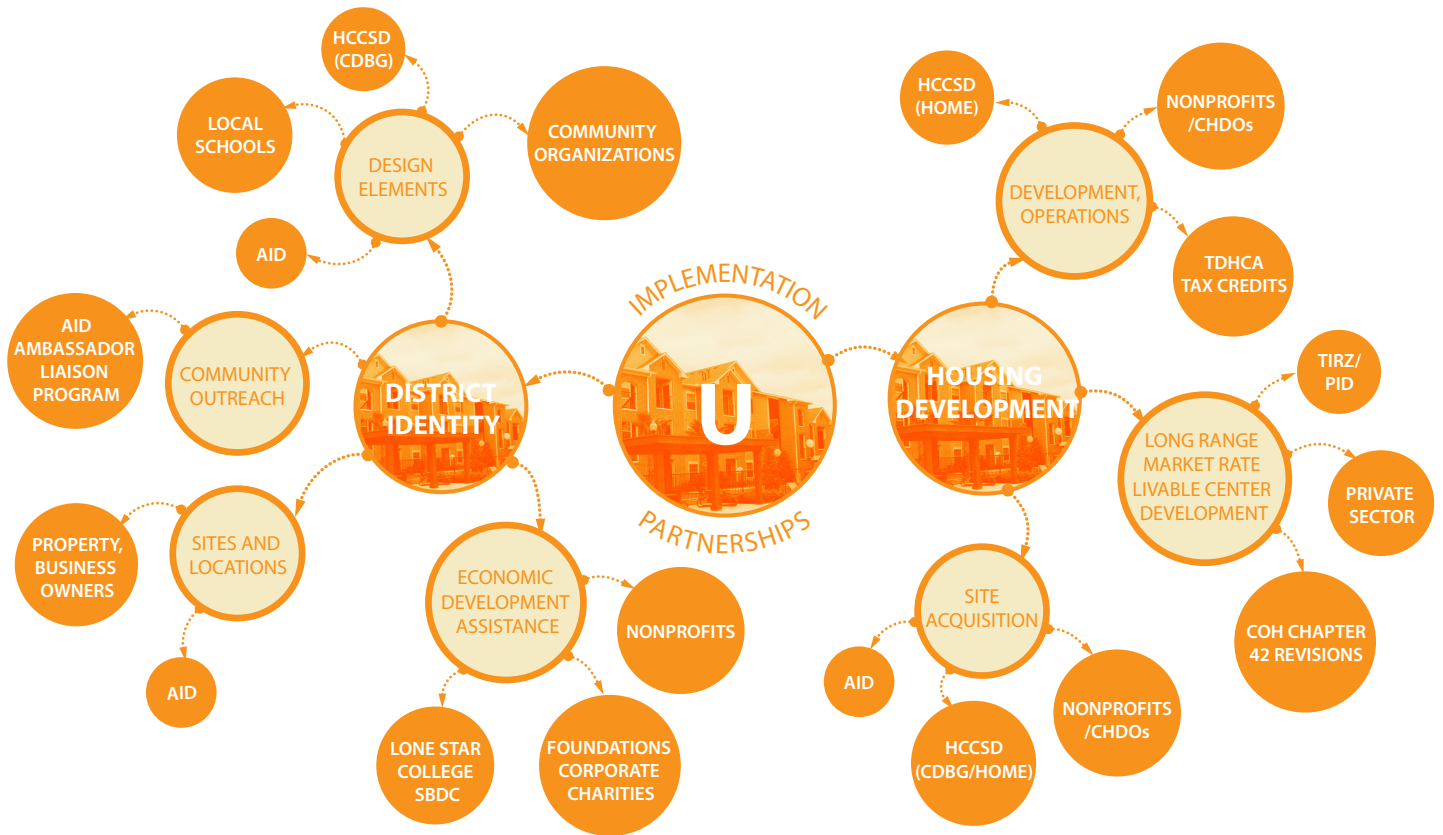 IMPLEMENTATION
U
PARTNERSHIPS
DISTRICT
IDENTITY
DESIGN
ELEMENTS
HCCSD
(CDBG)
LOCAL
SCHOOLS
COMMUNITY
ORGANIZATIONS
AID
COMMUNITY
OUTREACH
AID
AMBASSADOR
LIAISON
PROGRAM
SITES AND
LOCATIONS
PROPERTY,
BUSINESS
OWNERS
AID
ECONOMIC
DEVELOPMENT
ASSISTANCE
NONPROFITS
LONE STAR
COLLEGE
SBDC
FOUNDATIONS
CORPORATE
CHARITIES
HOUSING
DEVELOPMENT
DEVELOPMENT,
OPERATIONS
HCCSD
(HOME)
NONPROFITS
/CHDOs
TDHCA
TAX CREDITS
LONG RANGE
MARKET RATE
LIVABLE CENTER
DEVELOPMENT
TIRZ/
PID
PRIVATE
SECTOR
COH CHAPTER
42 REVISIONS
SITE
ACQUISITION
AID
HCCSD
(CDBG/HOME)
NONPROFITS
/CHDOs